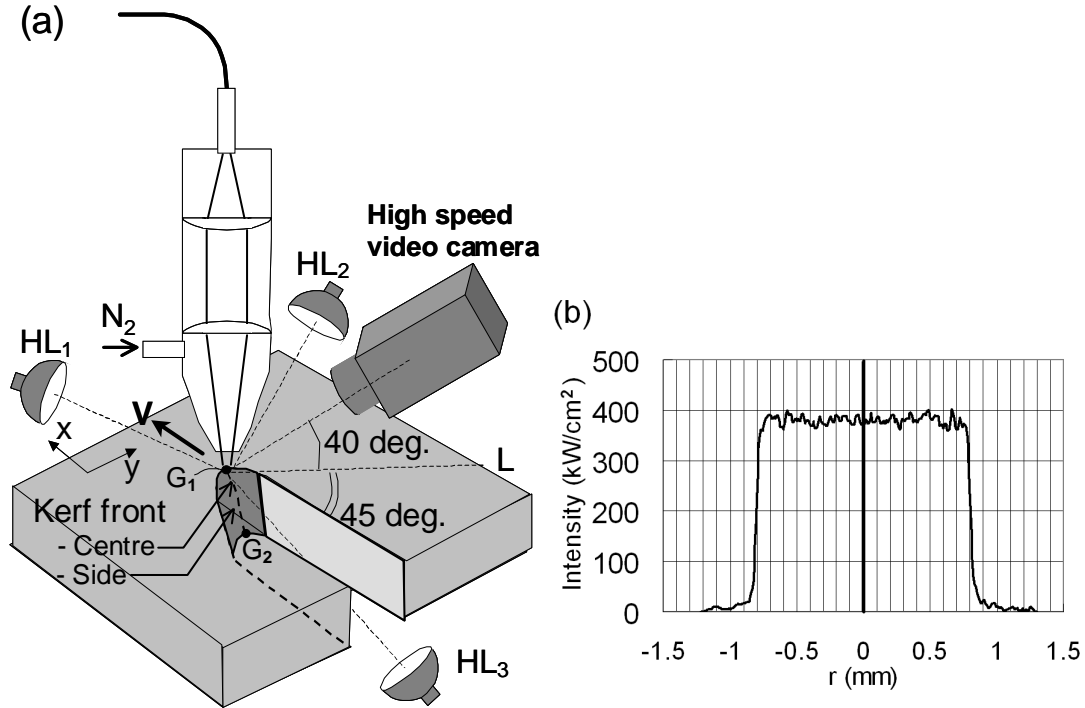 (a)
High speed
video camera
HL₂
N₂
HL₁
V
x
y
40 deg.
L
G₁
45 deg.
Kerf front
- Centre
- Side
G₂
HL₃
(b)
Intensity (kW/cm²)
500
400
300
200
100
0
-1.5 -1 -0.5 0 0.5 1 1.5
r (mm)